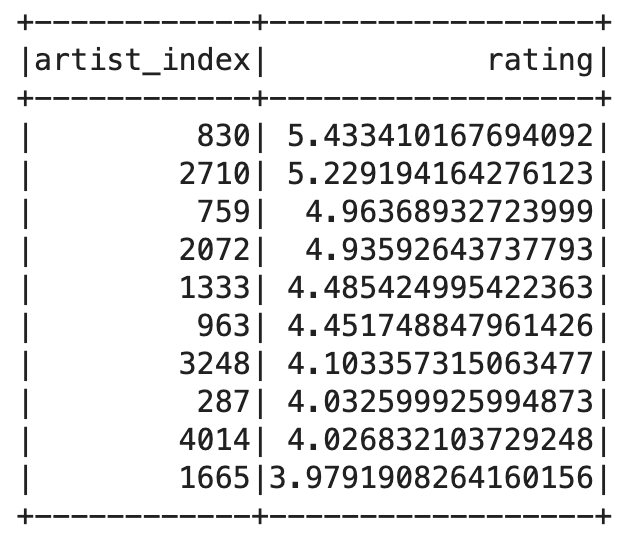 +------------+------------------+
|artist_index|            rating|
+------------+------------------+
|         830| 5.433410167694092|
|        2710| 5.229194164276123|
|         759|  4.96368932723999|
|        2072|  4.93592643737793|
|        1333| 4.485424995422363|
|         963| 4.451748847961426|
|        3248| 4.103357315063477|
|         287| 4.032599925994873|
|        4014| 4.026832103729248|
|        1665|3.9791908264160156|
+------------+------------------+